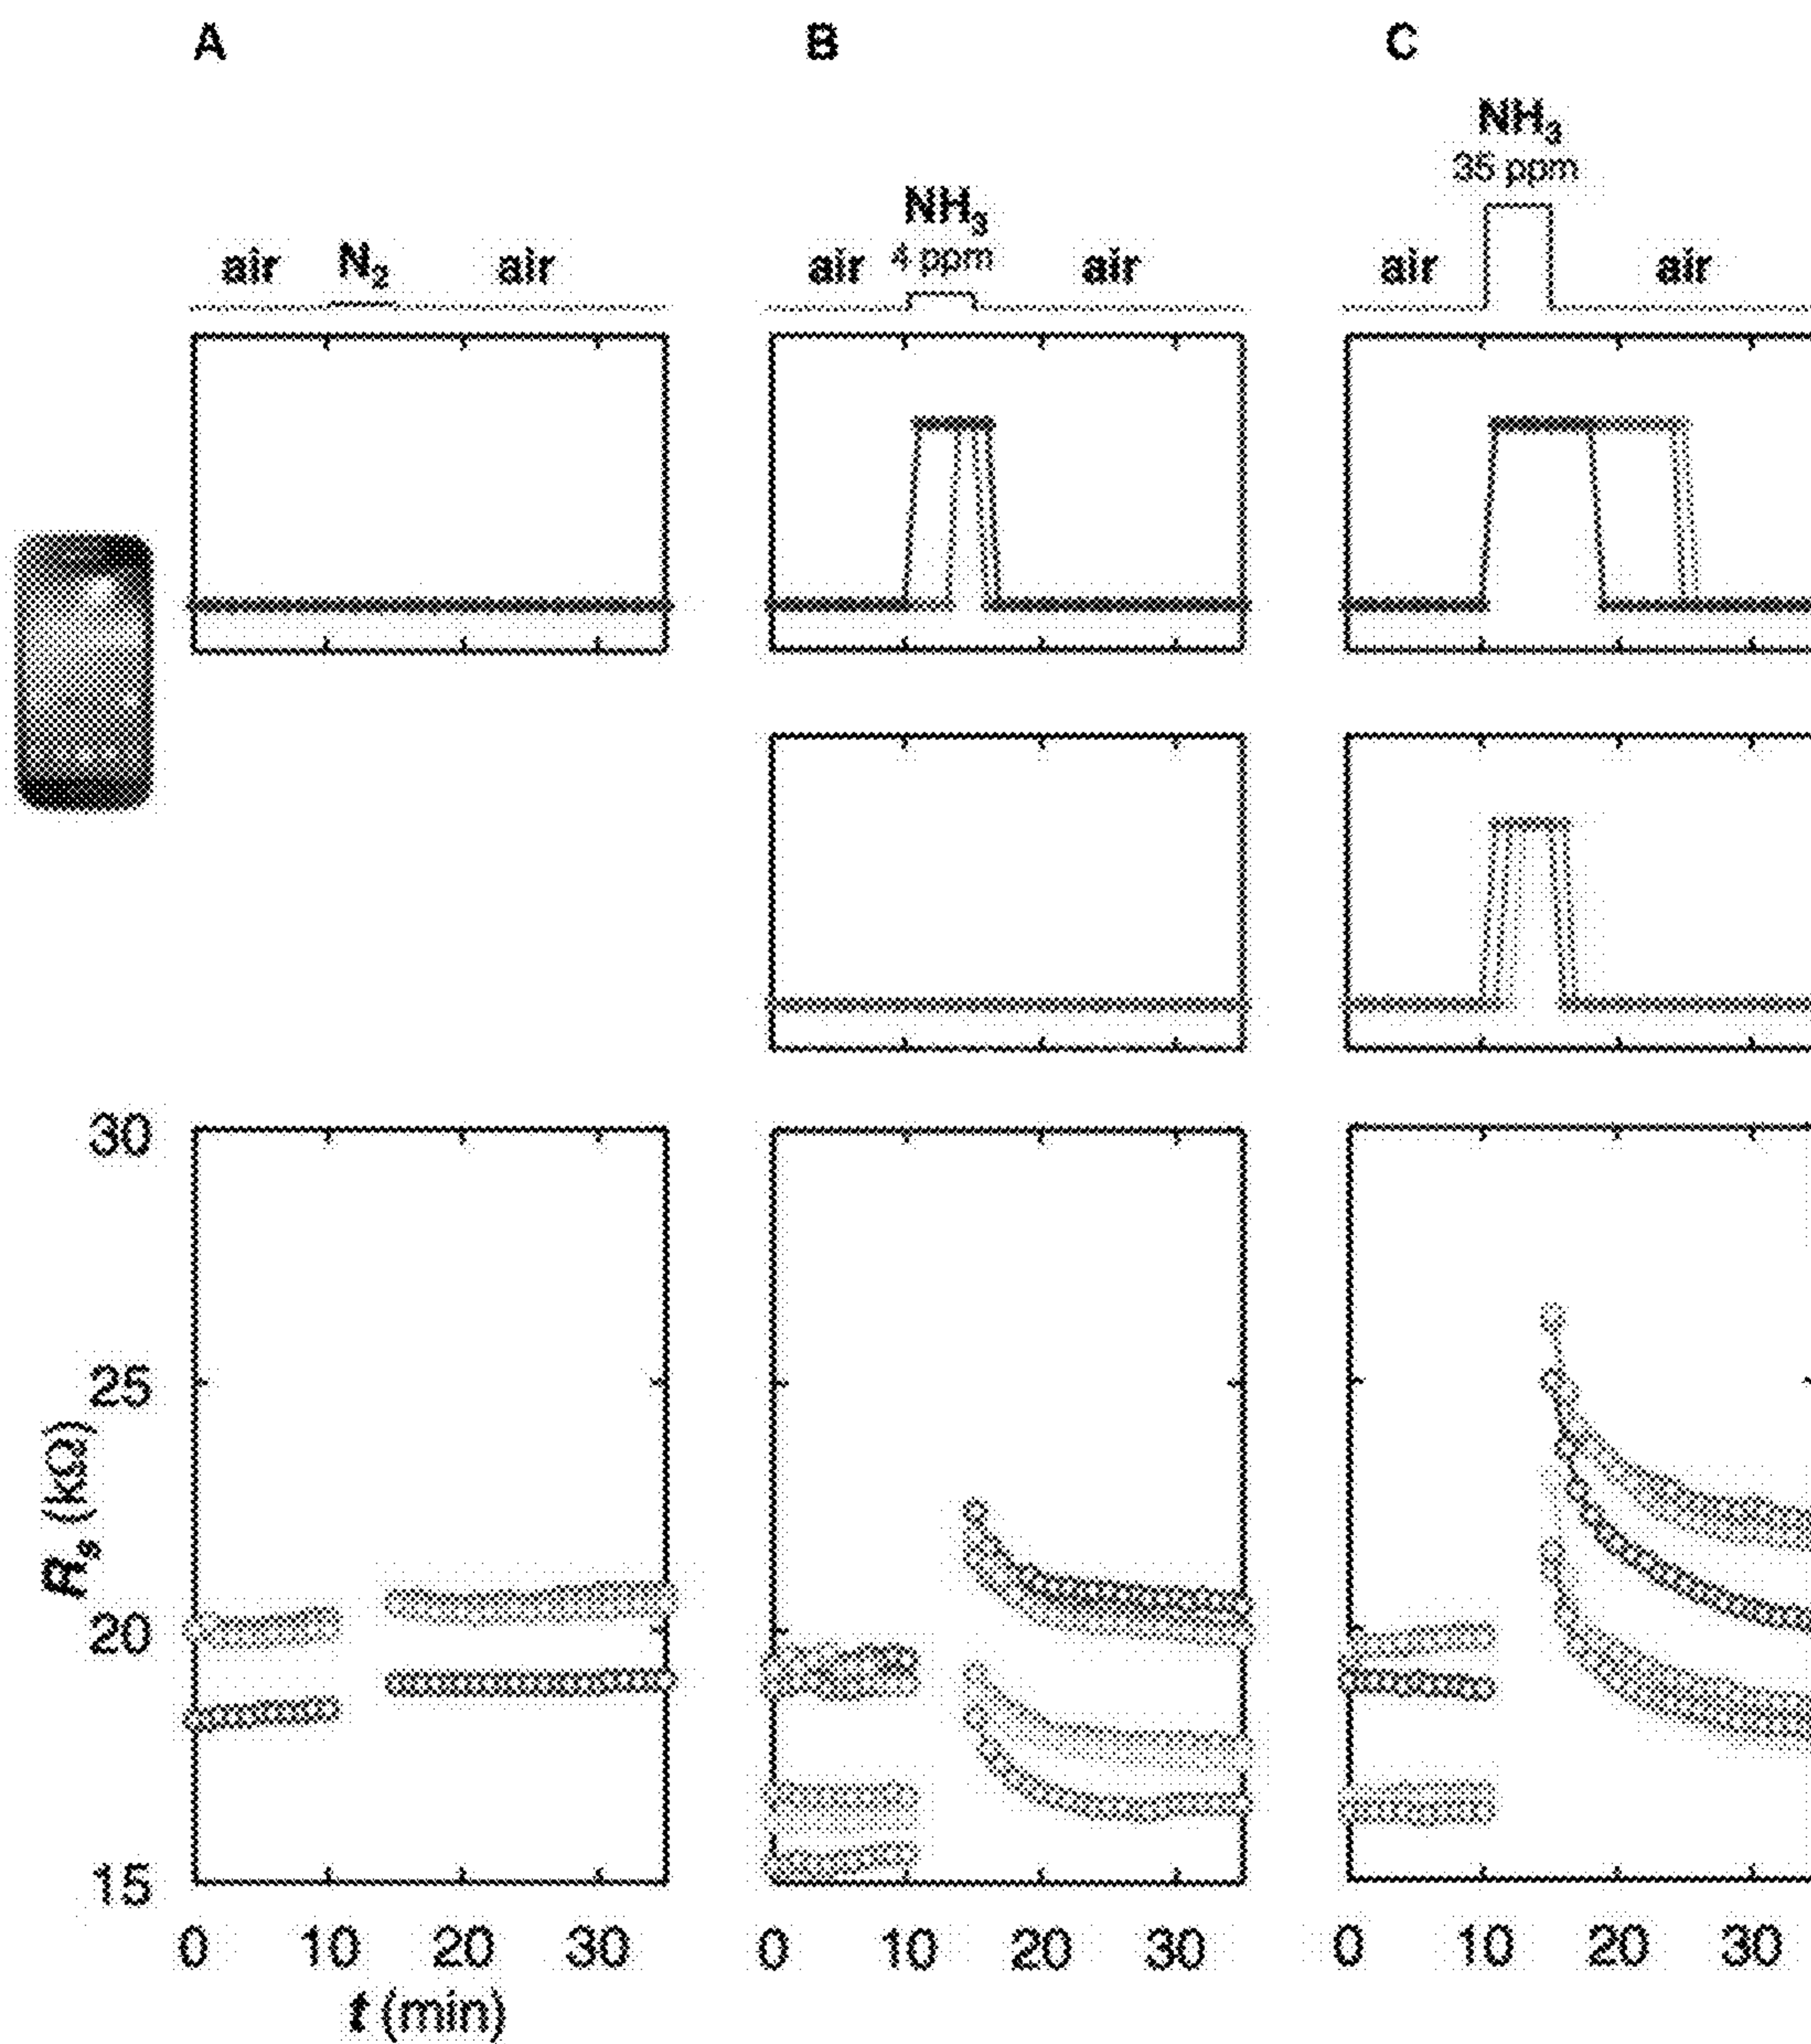 A B C
NH₃
35 ppm
NH₃
4 ppm
air N₂ air
air air
air air
30
25
20
15
Rₛ (kΩ)
0 10 20 30
0 10 20 30
0 10 20 30
t (min)